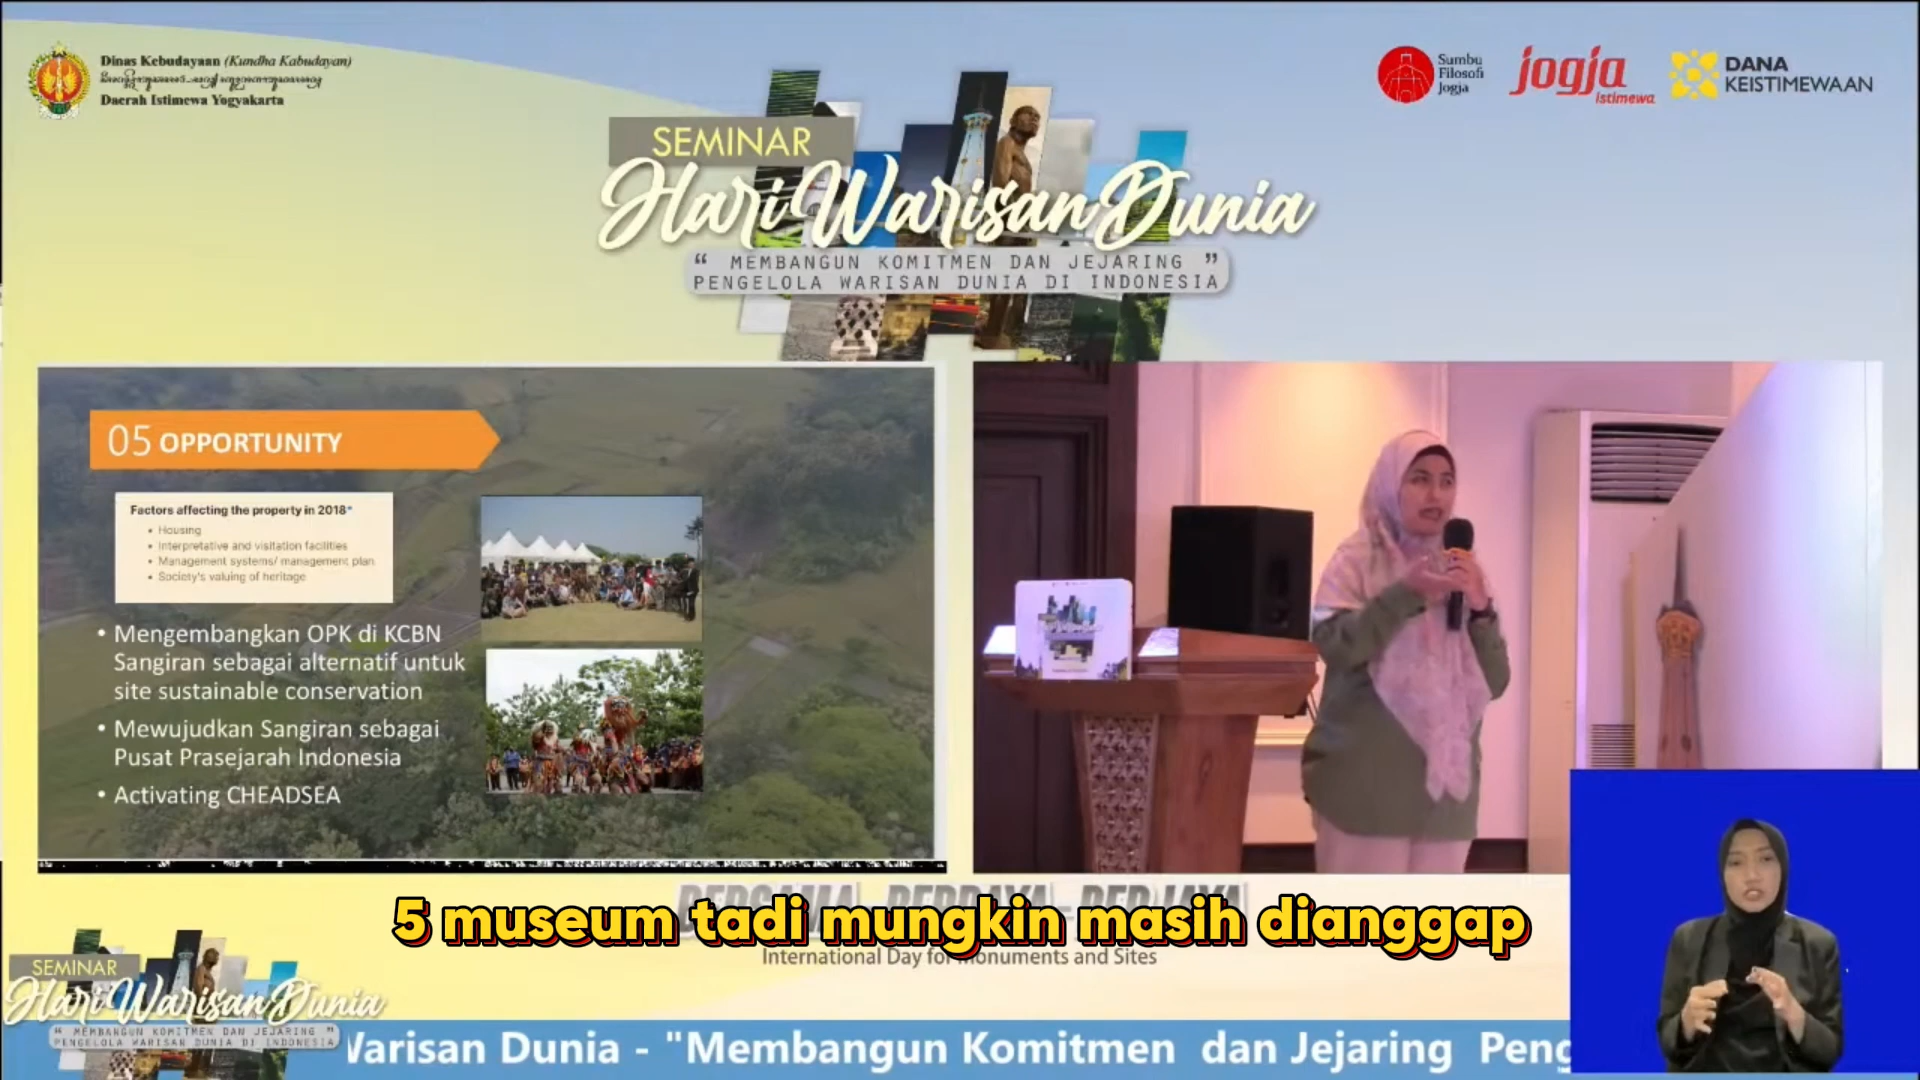 Dinas Kebudayaan (Kundha Kabudayan)
Daerah Istimewa Yogyakarta
Sumbu
Filosofi
Jogja
jogja
istimewa
DANA
KEISTIMEWAAN
SEMINAR
Hari Warisan Dunia
“ MEMBANGUN KOMITMEN DAN JEJARING ”
PENGELOLA WARISAN DUNIA DI INDONESIA
05 OPPORTUNITY
Factors affecting the property in 2018*
• Housing
• Interpretative and visitation facilities
• Management systems/ management plan
• Society's valuing of heritage
• Mengembangkan OPK di KCBN
Sangiran sebagai alternatif untuk
site sustainable conservation
• Mewujudkan Sangiran sebagai
Pusat Prasejarah Indonesia
• Activating CHEADSEA
5 museum tadi mungkin masih dianggap
International Day for Monuments and Sites
SEMINAR
Hari Warisan Dunia
“ MEMBANGUN KOMITMEN DAN JEJARING ”
PENGELOLA WARISAN DUNIA DI INDONESIA
Warisan Dunia - "Membangun Komitmen dan Jejaring Peng